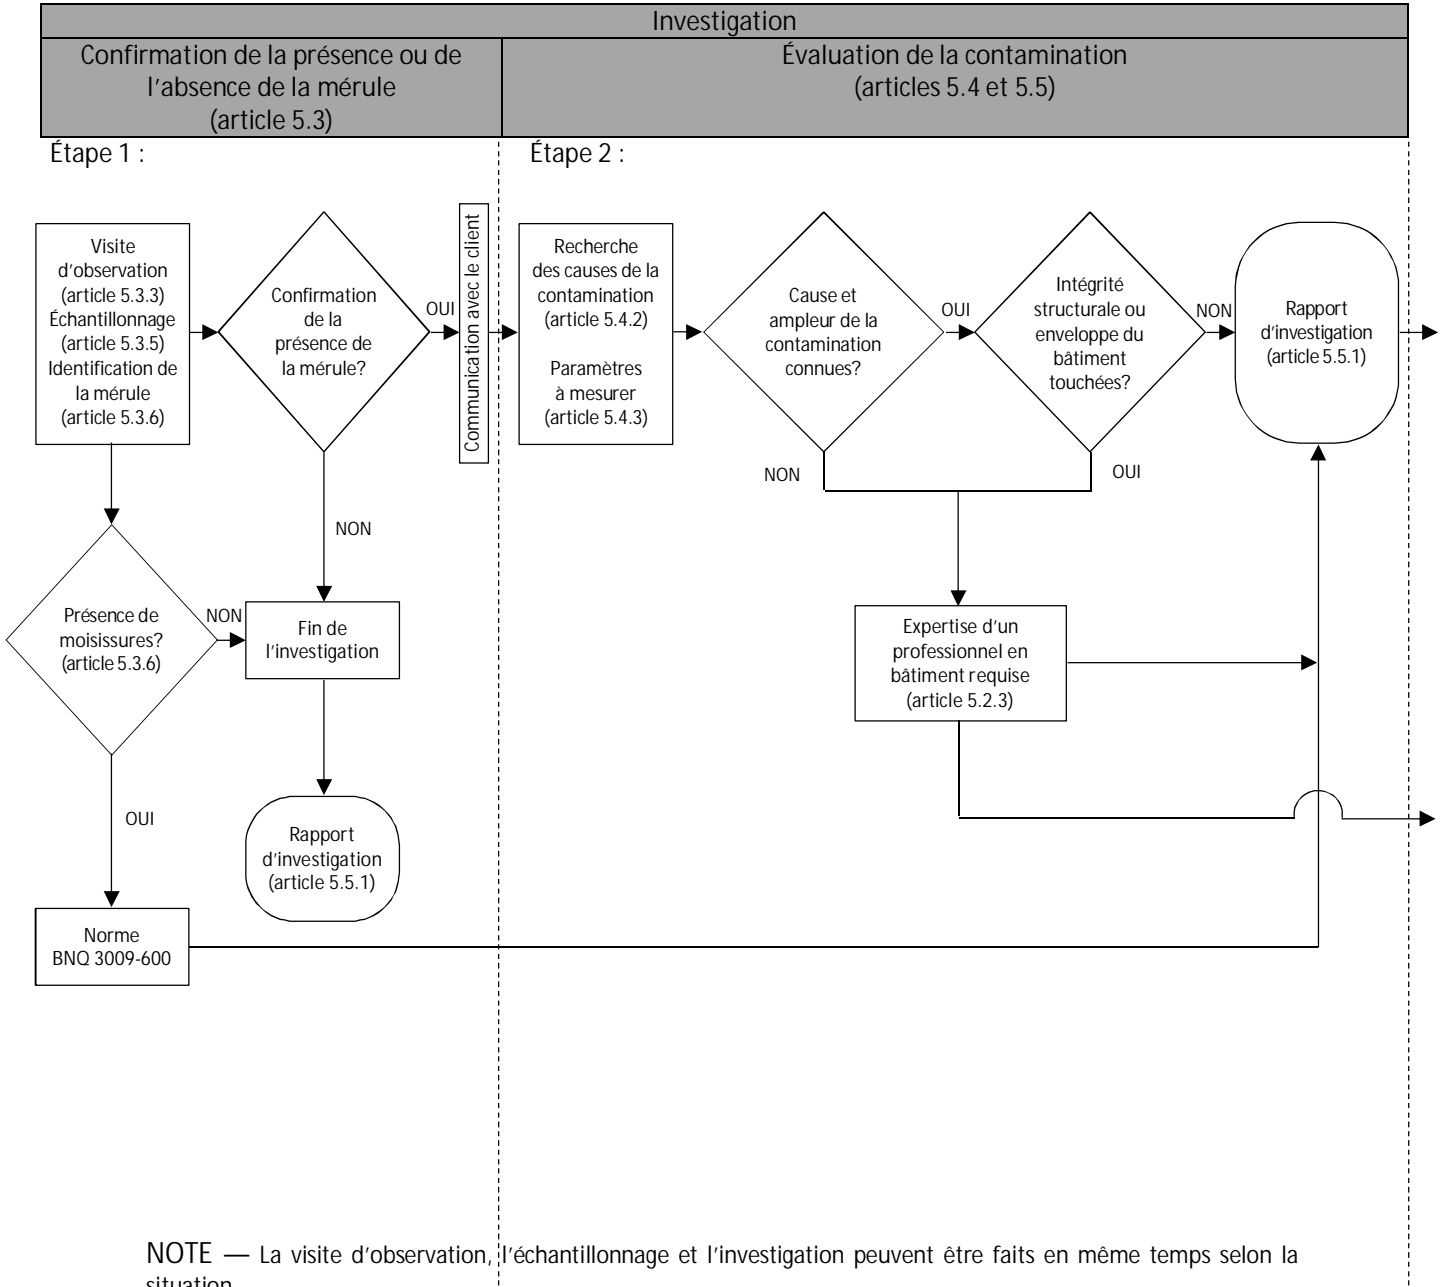 Investigation
Confirmation de la présence ou de
l'absence de la mérule
(article 5.3)
Évaluation de la contamination
(articles 5.4 et 5.5)
Étape 1 :
Étape 2 :
Visite
d'observation
(article 5.3.3)
Échantillonnage
(article 5.3.5)
Identification de
la mérule
(article 5.3.6)
Confirmation
de la
présence de
la mérule?
OUI
Communication avec le client
Recherche
des causes de la
contamination
(article 5.4.2)
Paramètres
à mesurer
(article 5.4.3)
Cause et
ampleur de la
contamination
connues?
OUI
Intégrité
structurale ou
enveloppe du
bâtiment
touchées?
NON
Rapport
d'investigation
(article 5.5.1)
NON
OUI
NON
Présence de
moisissures?
(article 5.3.6)
NON
Fin de
l'investigation
Expertise d'un
professionnel en
bâtiment requise
(article 5.2.3)
OUI
Rapport
d'investigation
(article 5.5.1)
Norme
BNQ 3009-600
NOTE — La visite d'observation, l'échantillonnage et l'investigation peuvent être faits en même temps selon la
situation